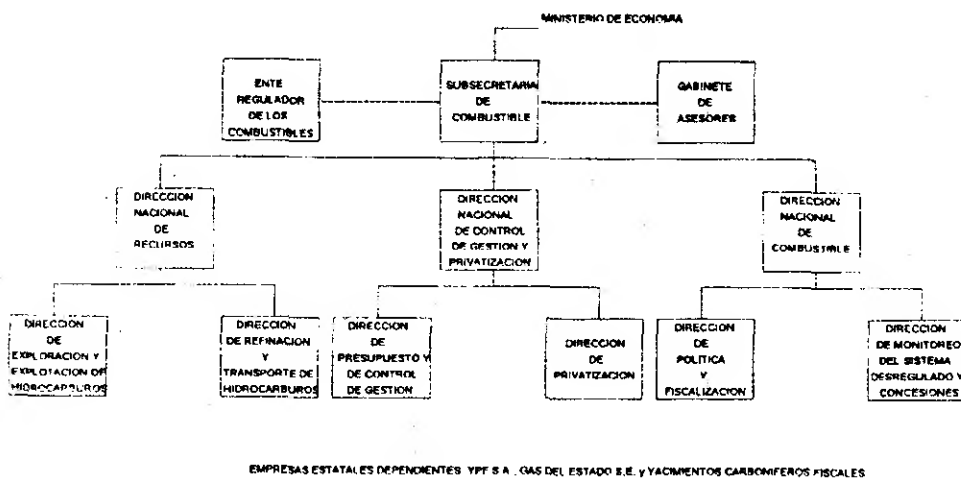 MINISTERIO DE ECONOMIA
ENTE
REGULADOR
DE LOS
COMBUSTIBLES
SUBSECRETARIA
DE
COMBUSTIBLE
GABINETE
DE
ASESORES
DIRECCION
NACIONAL
DE
RECURSOS
DIRECCION
NACIONAL
DE CONTROL
DE GESTION Y
PRIVATIZACION
DIRECCION
NACIONAL
DE
COMBUSTIBLE
DIRECCION
DE
EXPLORACION Y
EXPLOTACION DE
HIDROCARBUROS
DIRECCION
DE REFINACION
Y
TRANSPORTE DE
HIDROCARBUROS
DIRECCION
DE
PRESUPUESTO Y
DE CONTROL
DE GESTION
DIRECCION
DE
PRIVATIZACION
DIRECCION
DE
POLITICA
Y
FISCALIZACION
DIRECCION
DE MONITOREO
DEL SISTEMA
DESREGULADO Y
CONCESIONES
EMPRESAS ESTATALES DEPENDIENTES YPF S A , GAS DEL ESTADO S.E. y YACIMIENTOS CARBONIFEROS FISCALES